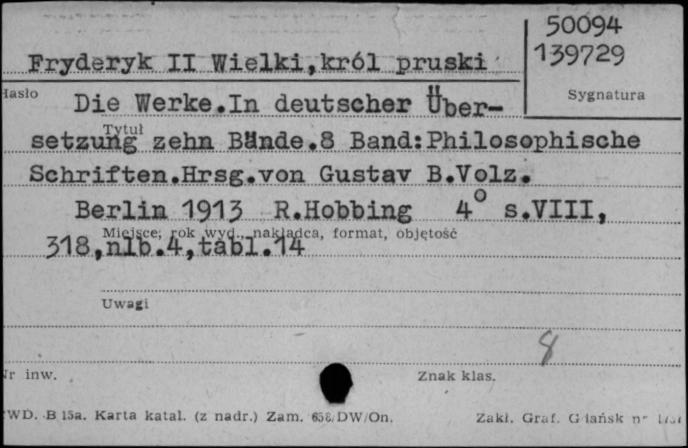 50094
Fryderyk II Wielki,król pruski 139729
Hasło Sygnatura
Die Werke.In deutscher Über-
Tytuł
setzung zehn Bände.8 Band:Philosophische
Schriften.Hrsg.von Gustav B.Volz.
Berlin 1913 R.Hobbing 4° s.VIII,
Miejsce, rok wyd., nakładca, format, objętość
318,nlb.4,tabl.14
Uwagi
8
Nr inw. Znak klas.
PWD. B 15a. Karta katal. (z nadr.) Zam. 658/DW/On. Zakł. Graf. Gdańsk nr